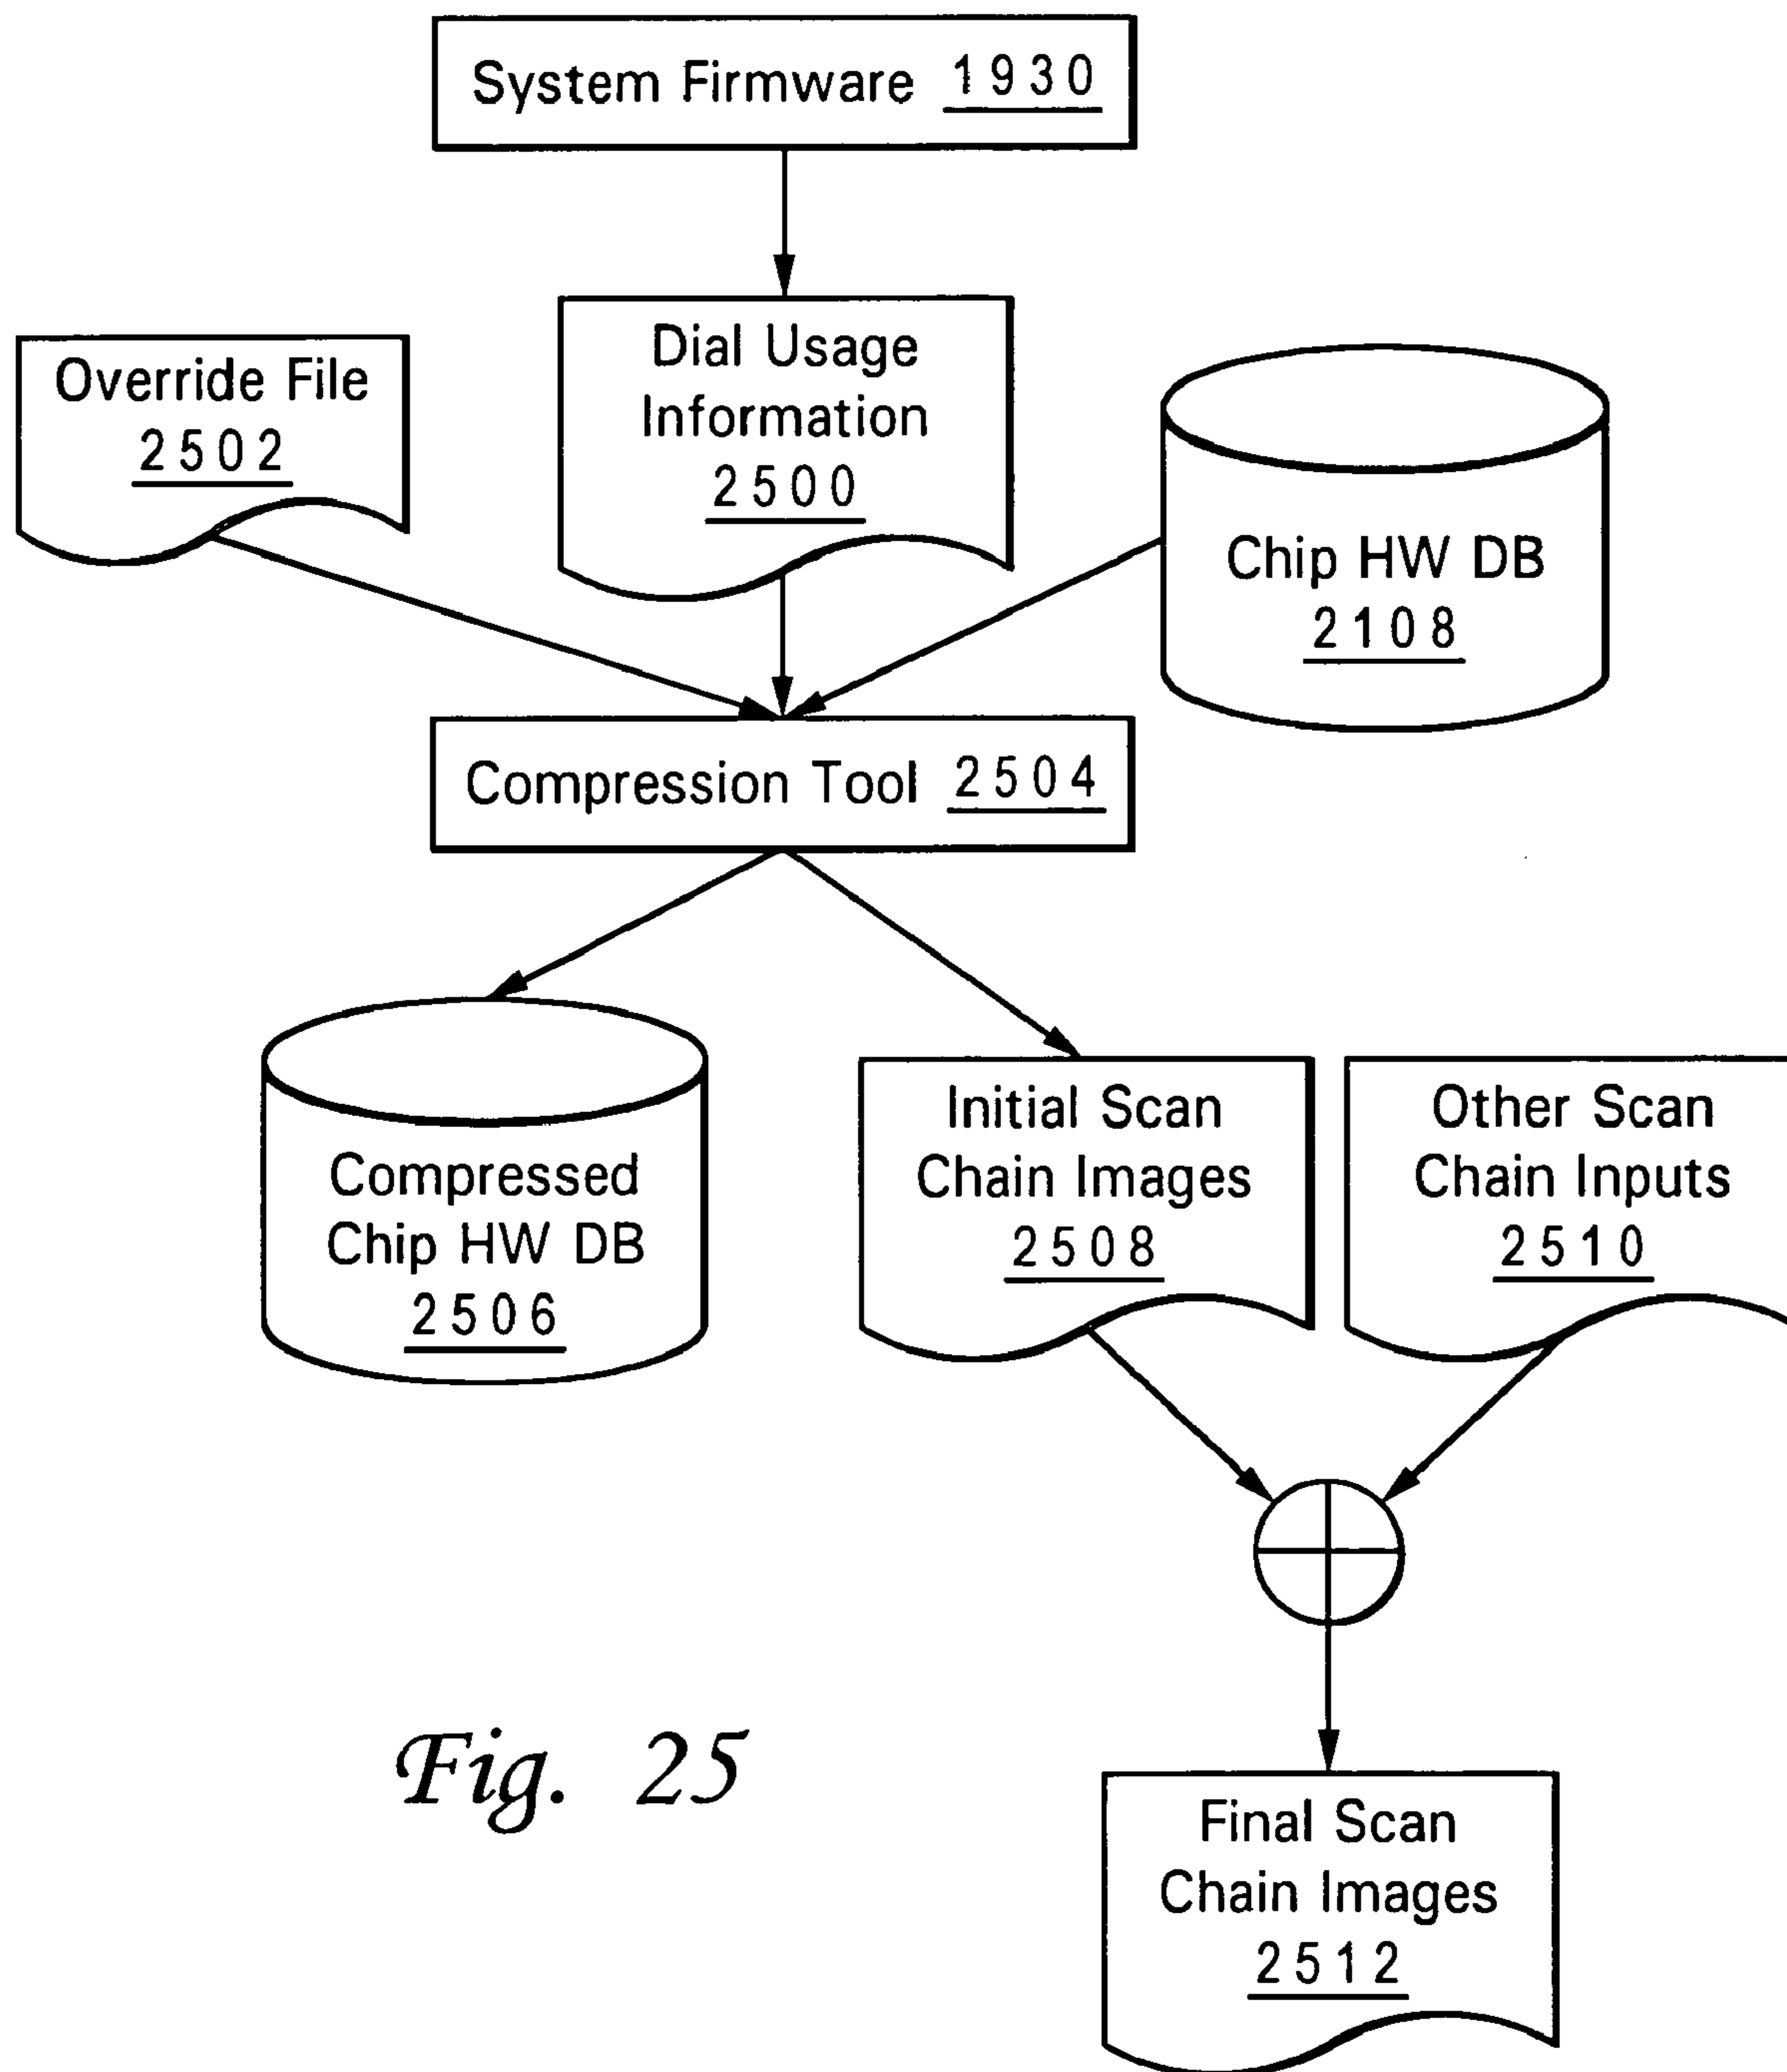 System Firmware 1930
Override File
2502
Dial Usage
Information
2500
Chip HW DB
2108
Compression Tool 2504
Compressed
Chip HW DB
2506
Initial Scan
Chain Images
2508
Other Scan
Chain Inputs
2510
Fig. 25
Final Scan
Chain Images
2512